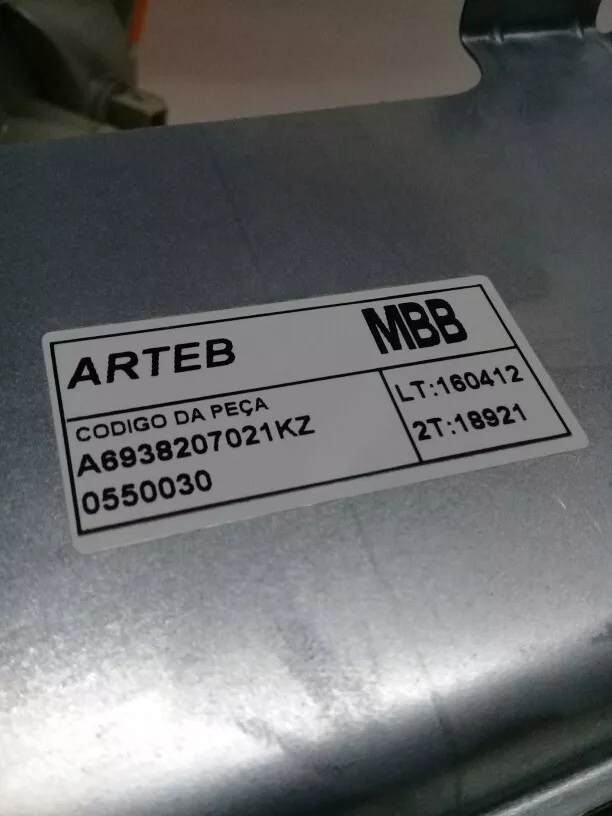 ARTEB
MBB
CODIGO DA PEÇA
A6938207021KZ
0550030
LT:160412
2T:18921